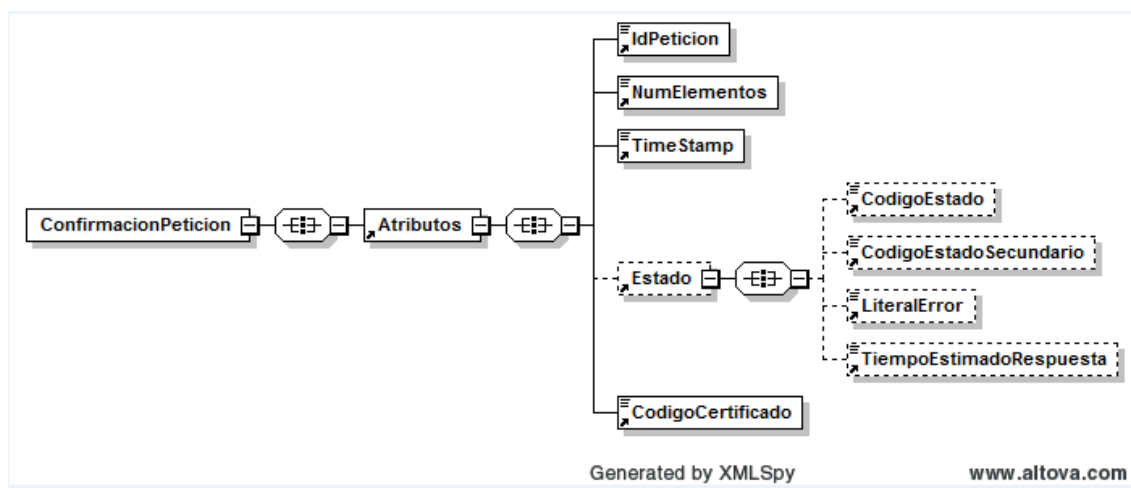 IdPeticion
NumElementos
TimeStamp
ConfirmacionPeticion
Atributos
Estado
CodigoEstado
CodigoEstadoSecundario
LiteralError
TiempoEstimadoRespuesta
CodigoCertificado
Generated by XMLSpy
www.altova.com